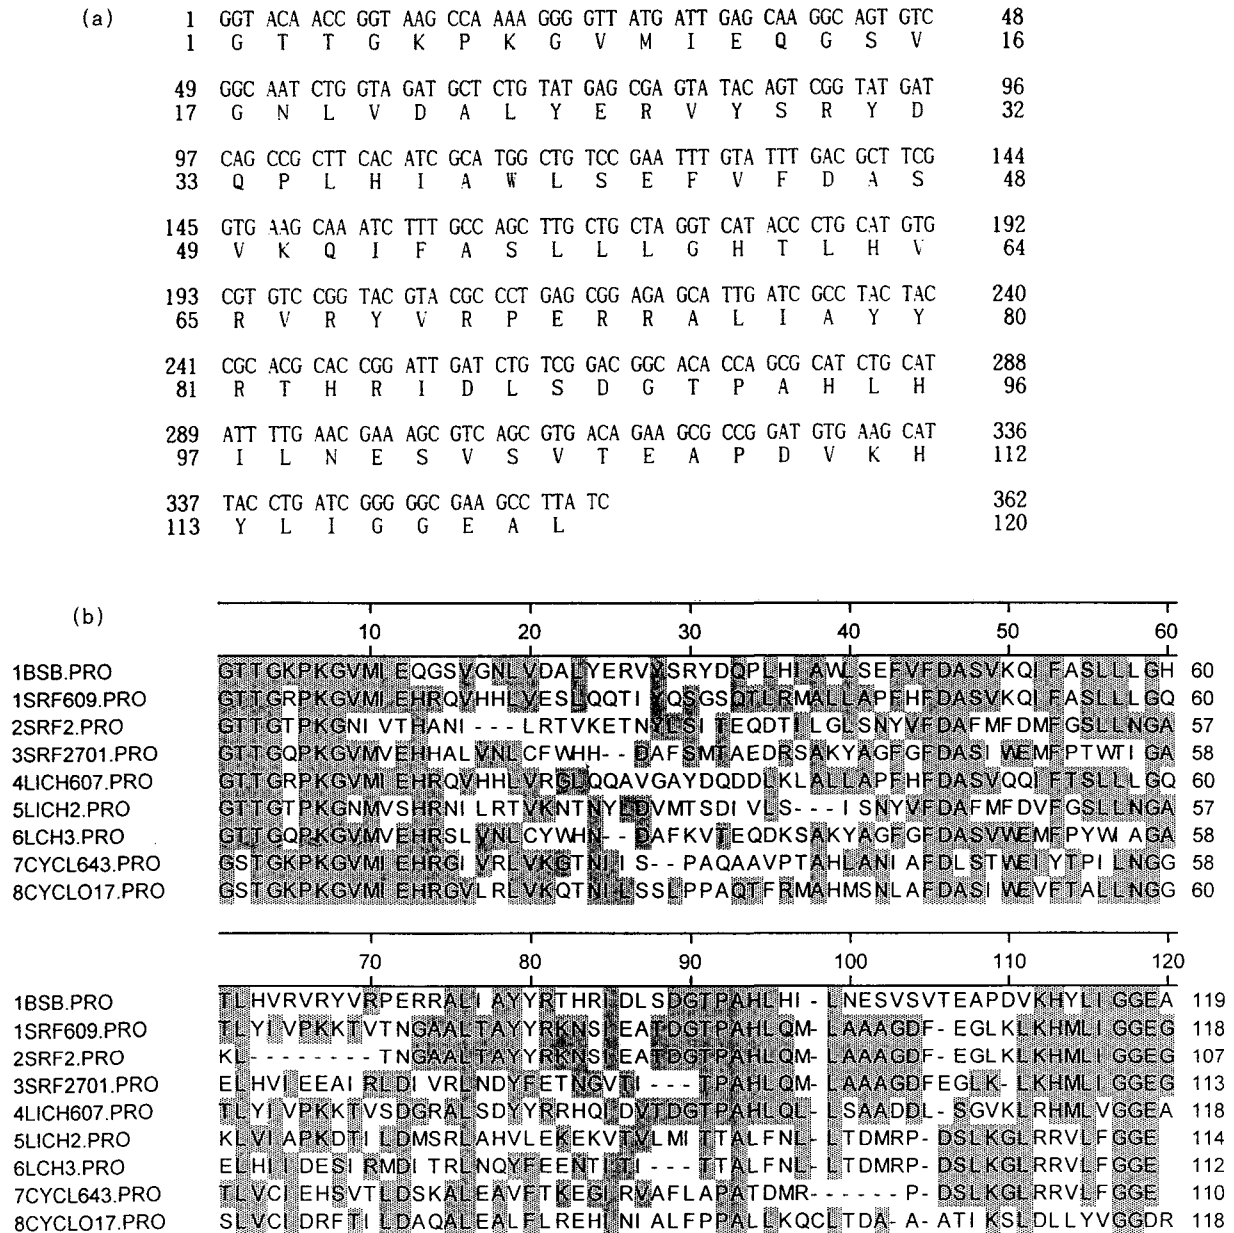 (a)
1 GGT ACA ACC GGT AAG CCA AAA GGG GTT ATG ATT GAG CAA GGC AGT GTC 48
1 G T T G K P K G V M I E Q G S V 16
49 GGC AAT CTG GTA GAT GCT CTG TAT GAG CGA GTA TAC AGT CGG TAT GAT 96
17 G N L V D A L Y E R V Y S R Y D 32
97 CAG CCG CTT CAC ATC GCA TGG CTG TCC GAA TTT GTA TTT GAC GCT TCG 144
33 Q P L H I A W L S E F V F D A S 48
145 GTG AAG CAA ATC TTT GCC AGC TTG CTG CTA GGT CAT ACC CTG CAT GTG 192
49 V K Q I F A S L L L G H T L H V 64
193 CGT GTC CGG TAC GTA CGC CCT GAG CGG AGA GCA TTG ATC GCC TAC TAC 240
65 R V R Y V R P E R R A L I A Y Y 80
241 CGC ACG CAC CGG ATT GAT CTG TCG GAC GGC ACA CCA GCG CAT CTG CAT 288
81 R T H R I D L S D G T P A H L H 96
289 ATT TTG AAC GAA AGC GTC AGC GTG ACA GAA GCG CCG GAT GTG AAG CAT 336
97 I L N E S V S V T E A P D V K H 112
337 TAC CTG ATC GGG GGC GAA GCC TTA TC 362
113 Y L I G G E A L 120
(b)
10 20 30 40 50 60
1BSB.PRO GTTGKPKGVMIEQGSVGNLVDALYERVYSRYDQPLHIAWLSEFVFDASVKQIFASLLLGH 60
1SRF609.PRO GTTGRPKGVMIEHRQVHHLVESLQQTIYQSGSQTLRMALLAPFHFDASVKQIFASLLLGQ 60
2SRF2.PRO GTTGTPKGNIVTHANI---LRTVKETNYLSITEQDTILGLSNYVFDAFMFDMFGSLLNGA 57
3SRF2701.PRO GTTGQPKGVMVEHHALVNLCFWHH--DAFSMTAEDRSAKYAGFGFDASIWEMFPTWTIGA 58
4LICH607.PRO GTTGRPKGVMIEHRQVHHLVRGLQQAVGAYDQDDLKLALLAPFHFDASVQQIFTSLLLGQ 60
5LICH2.PRO GTTGTPKGNMVSHRNILRTVKNTNYLDVMTSDIVLS---ISNYVFDAFMFDVFGSLLNGA 57
6LCH3.PRO GTTGQPKGVMVEHRSLVNLCYWHN--DAFKVTEQDKSAKYAGFGFDASVWEMFPYWIAGA 58
7CYCL643.PRO GSTGKPKGVMIEHRGIVRLVKGTNIIS--PAQAAVPTAHLANIAFDLSTWEIYTPILNGG 58
8CYCLO17.PRO GSTGKPKGVMIEHRGVLRLVKQTNILSSLPPAQTFRMAHMSNLAFDASIWEVFTALLNGG 60
70 80 90 100 110 120
1BSB.PRO TLHVRVRYVRPERRALIAYYRTHRIDLSDGTPAHLHI-LNESVSVTEAPDVKHYLIGGEA 119
1SRF609.PRO TLYIVPKKTVTNGAALTAYYRKNSIEATDGTPAHLQM-LAAAGDF-EGLKLKHMLIGGEG 118
2SRF2.PRO KL--------TNGAALTAYYRKNSIEATDGTPAHLQM-LAAAGDF-EGLKLKHMLIGGEG 107
3SRF2701.PRO ELHVIEEAIRLDIVRLNDYFETNGVTI---TPAHLQM-LAAAGDFEGLK-LKHMLIGGEG 113
4LICH607.PRO TLYIVPKKTVSDGRALSDYYRRHQIDVTDGTPAHLQL-LSAADDL-SGVKLRHMLVGGEA 118
5LICH2.PRO KLVIAPKDTILDMSRLAHVLEKEKVTVLMITTALFNL-LTDMRP-DSLKGLRRVLFGGE 114
6LCH3.PRO ELHIIDESIRMDITRLNQYFEENTITI---TTALFNL-LTDMRP-DSLKGLRRVLFGGE 112
7CYCL643.PRO TLVCIEHSVTLDSKALEAVFTKEGIRVAFLAPATDMR------P-DSLKGLRRVLFGGE 110
8CYCLO17.PRO SLVCIDRFTILDAQALEALFLREHINIALFPPALLKQCLTDA-A-ATIKSLDLLYVGGDR 118